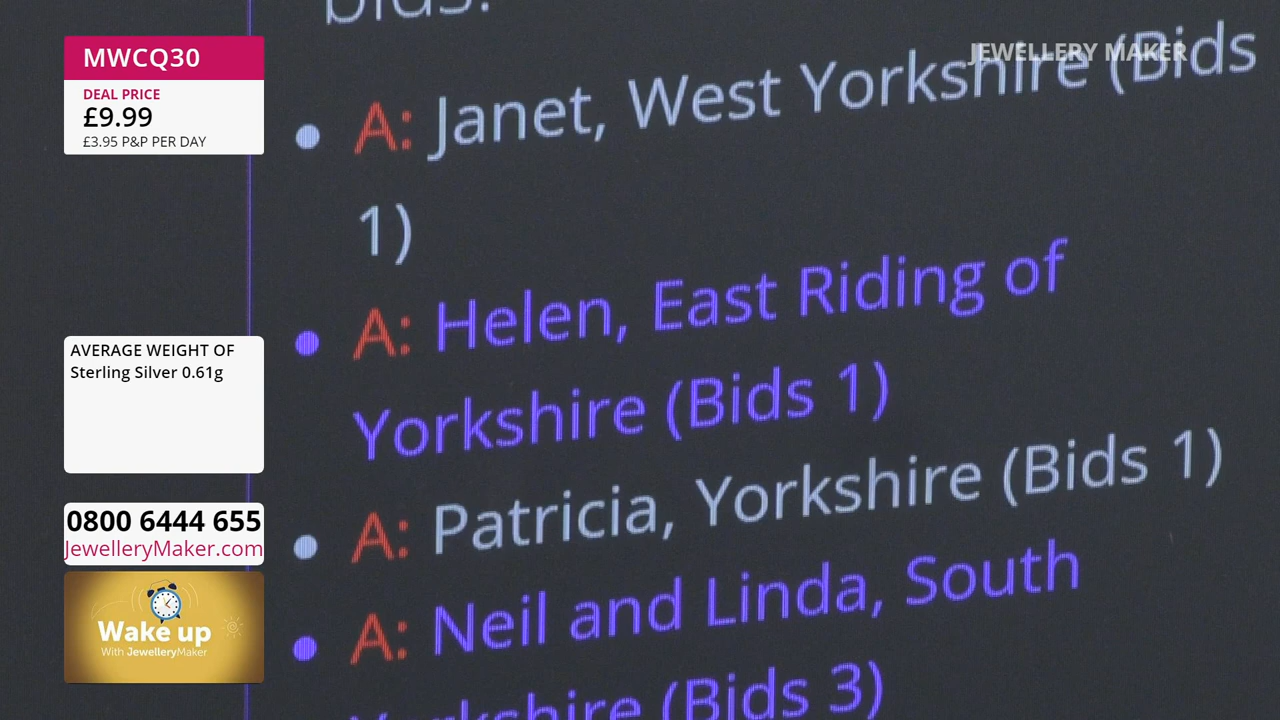 MWCQ30
DEAL PRICE
£9.99
£3.95 P&P PER DAY
AVERAGE WEIGHT OF
Sterling Silver 0.61g
0800 6444 655
JewelleryMaker.com
Wake up
With JewelleryMaker
JEWELLERY MAKER
bids.
• A: Janet, West Yorkshire (Bids
1)
• A: Helen, East Riding of
Yorkshire (Bids 1)
• A: Patricia, Yorkshire (Bids 1)
• A: Neil and Linda, South
Yorkshire (Bids 3)